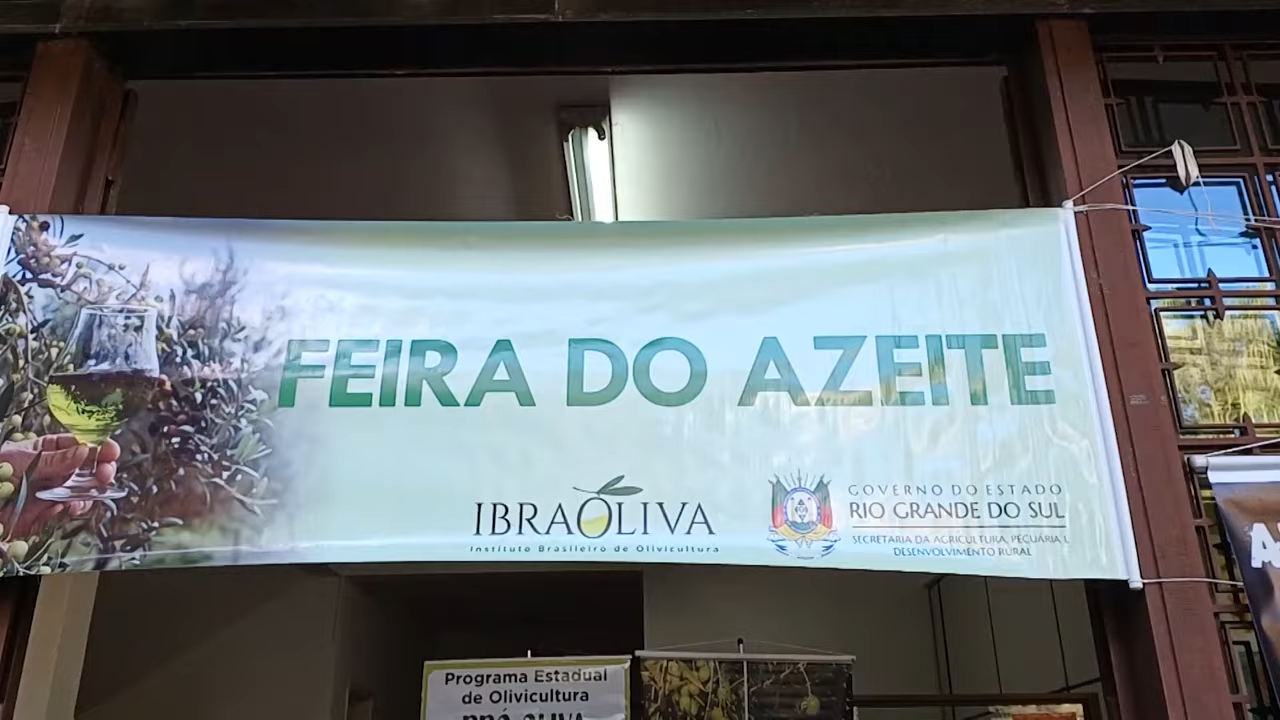 FEIRA DO AZEITE
IBRAOLIVA
Instituto Brasileiro de Olivicultura
GOVERNO DO ESTADO
RIO GRANDE DO SUL
SECRETARIA DA AGRICULTURA, PECUÁRIA E
DESENVOLVIMENTO RURAL
Programa Estadual
de Olivicultura
PRÓ-OLIVA